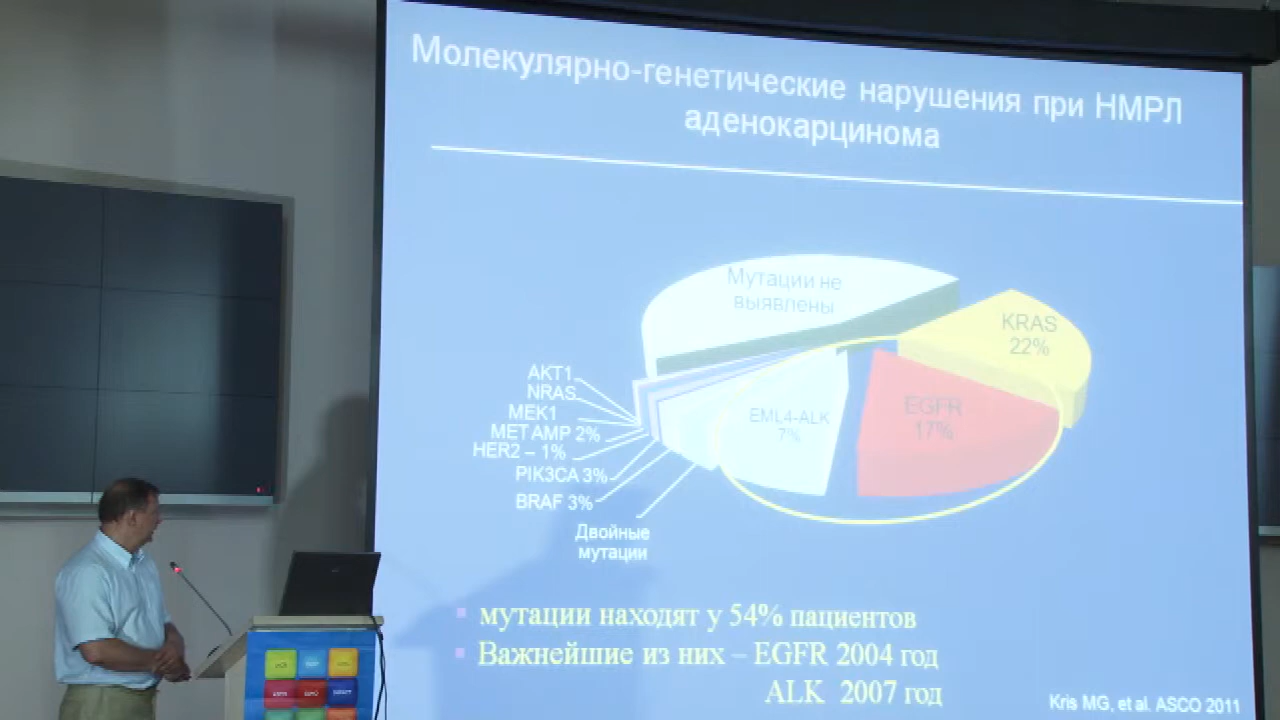 Молекулярно-генетические нарушения при НМРЛ
аденокарцинома
Мутации не
выявлены
KRAS
22%
EGFR
17%
EML4-ALK
7%
AKT1
NRAS
MEK1
MET AMP 2%
HER2 – 1%
PIK3CA 3%
BRAF 3%
Двойные
мутации
мутации находят у 54% пациентов
Важнейшие из них – EGFR 2004 год
ALK 2007 год
Kris MG, et al. ASCO 2011